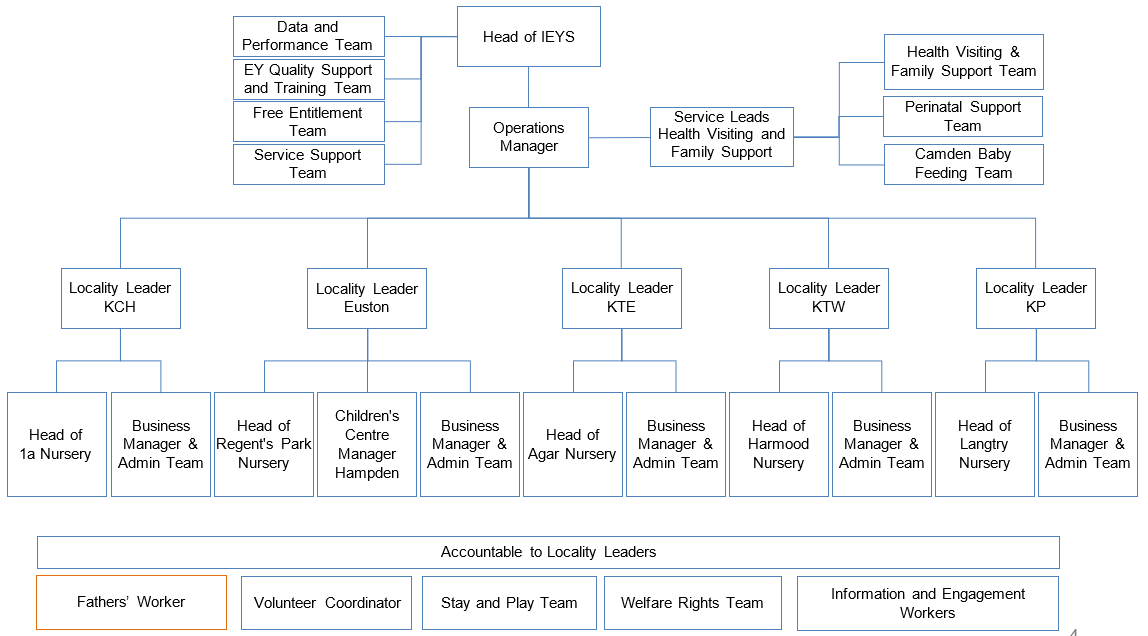 Data and
Performance Team
Head of IEYS
EY Quality Support
and Training Team
Free Entitlement
Team
Service Support
Team
Operations
Manager
Service Leads
Health Visiting and
Family Support
Health Visiting &
Family Support Team
Perinatal Support
Team
Camden Baby
Feeding Team
Locality Leader
KCH
Locality Leader
Euston
Locality Leader
KTE
Locality Leader
KTW
Locality Leader
KP
Head of
1a Nursery
Business
Manager &
Admin Team
Head of
Regent's Park
Nursery
Children's
Centre
Manager
Hampden
Business
Manager &
Admin Team
Head of
Agar Nursery
Business
Manager &
Admin Team
Head of
Harmood
Nursery
Business
Manager &
Admin Team
Head of
Langtry
Nursery
Business
Manager &
Admin Team
Accountable to Locality Leaders
Fathers’ Worker
Volunteer Coordinator
Stay and Play Team
Welfare Rights Team
Information and Engagement
Workers